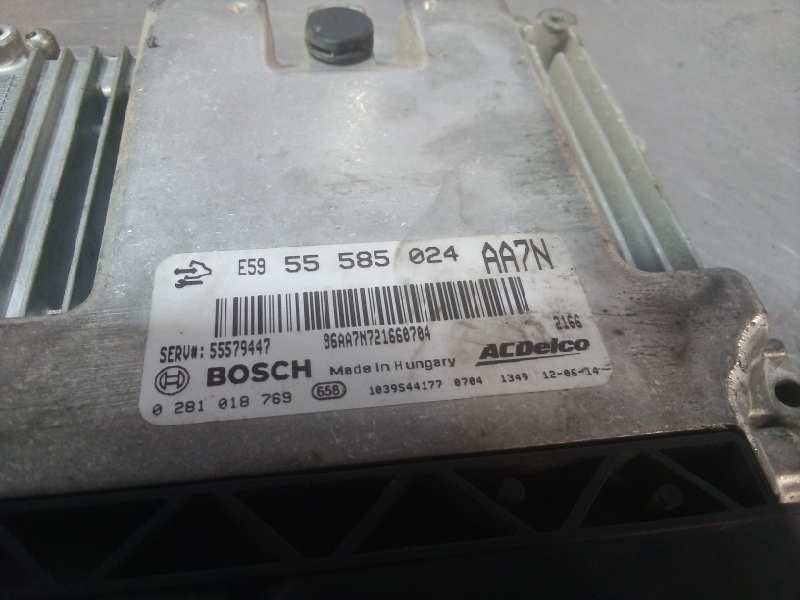 E59 55 585 024 AA7N
SERV#: 55579447 96AA7N721660704 2166
BOSCH Made in Hungary ACDelco
0 281 018 769 658 1039S44177 0704 1349 12-06-14